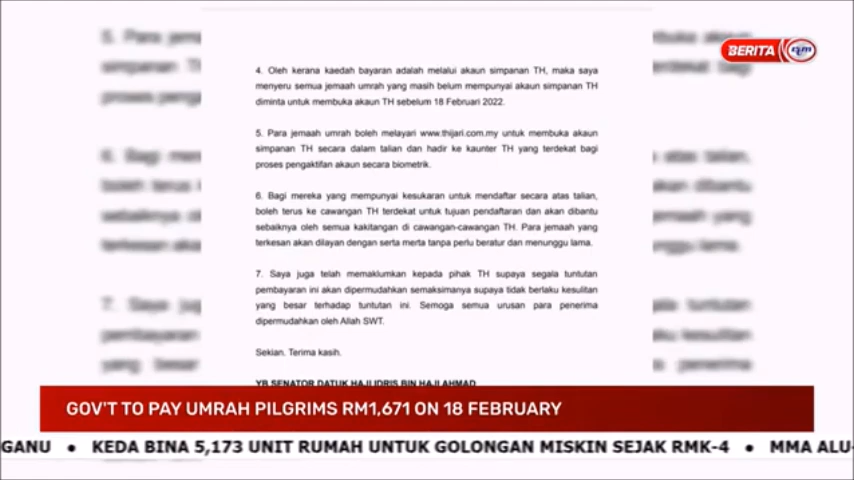 BERITA rtm
4. Oleh kerana kaedah bayaran adalah melalui akaun simpanan TH, maka saya
menyeru semua jemaah umrah yang masih belum mempunyai akaun simpanan TH
diminta untuk membuka akaun TH sebelum 18 Februari 2022.
5. Para jemaah umrah boleh melayari www.thijari.com.my untuk membuka akaun
simpanan TH secara dalam talian dan hadir ke kaunter TH yang terdekat bagi
proses pengaktifan akaun secara biometrik.
6. Bagi mereka yang mempunyai kesukaran untuk mendaftar secara atas talian,
boleh terus ke cawangan TH terdekat untuk tujuan pendaftaran dan akan dibantu
sebaiknya oleh semua kakitangan di cawangan-cawangan TH. Para jemaah yang
terkesan akan dilayan dengan serta merta tanpa perlu beratur dan menunggu lama.
7. Saya juga telah memaklumkan kepada pihak TH supaya segala tuntutan
pembayaran ini akan dipermudahkan semaksimanya supaya tidak berlaku kesulitan
yang besar terhadap tuntutan ini. Semoga semua urusan para penerima
dipermudahkan oleh Allah SWT.
Sekian. Terima kasih.
YB SENATOR DATUK HAJI IDRIS BIN HAJI AHMAD
GOV'T TO PAY UMRAH PILGRIMS RM1,671 ON 18 FEBRUARY
GANU • KEDA BINA 5,173 UNIT RUMAH UNTUK GOLONGAN MISKIN SEJAK RMK-4 • MMA ALU-